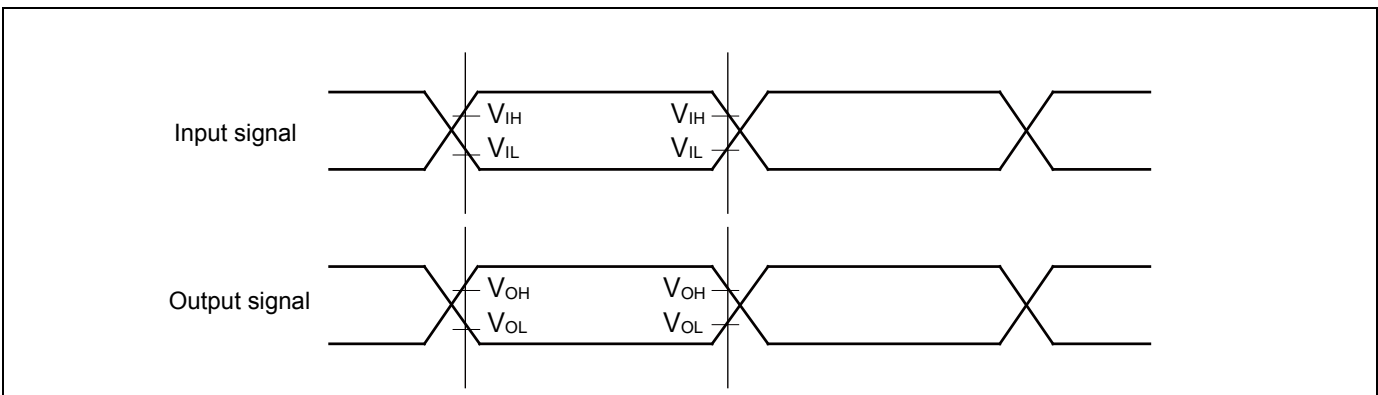 Input signal
VIH VIH
VIL VIL
Output signal
VOH VOH
VOL VOL